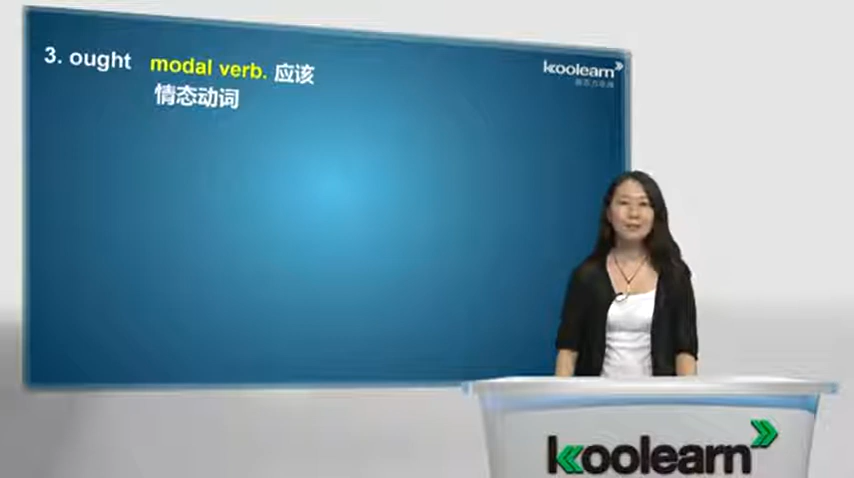 3. ought modal verb. 应该
情态动词
koolearn
koolearn